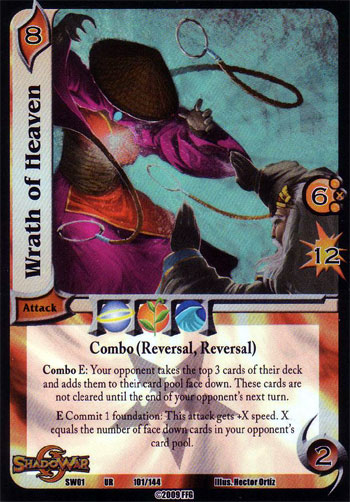 8
Wrath of Heaven
6
12
Attack
Combo (Reversal, Reversal)
Combo E: Your opponent takes the top 3 cards of their deck
and adds them to their card pool face down. These cards are
not cleared until the end of your opponent's next turn.
E Commit 1 foundation: This attack gets +X speed. X
equals the number of face down cards in your opponent's
card pool.
SHADOWAR
2
SW01 UR 101/144 Illus. Hector Ortiz
©2009 FFG